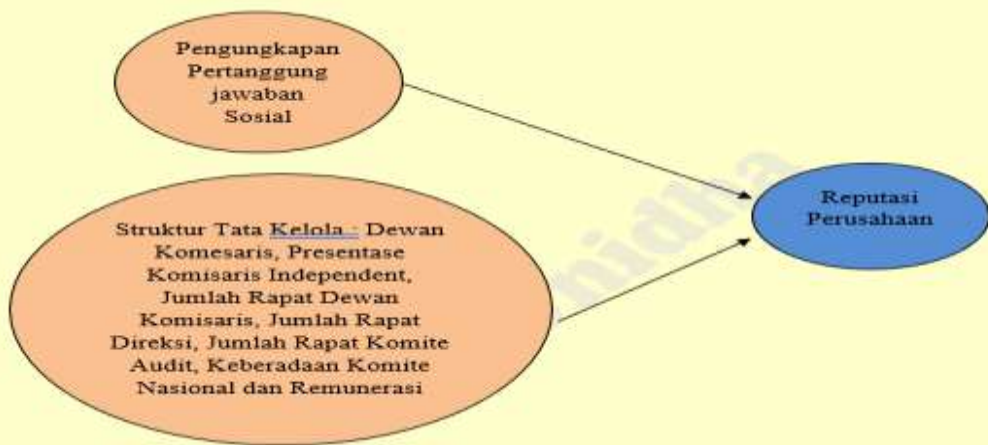 Pengungkapan
Pertanggung
jawaban
Sosial
Struktur Tata Kelola : Dewan
Komesaris, Presentase
Komisaris Independent,
Jumlah Rapat Dewan
Komisaris, Jumlah Rapat
Direksi, Jumlah Rapat Komite
Audit, Keberadaan Komite
Nasional dan Remunerasi
Reputasi
Perusahaan
nidha